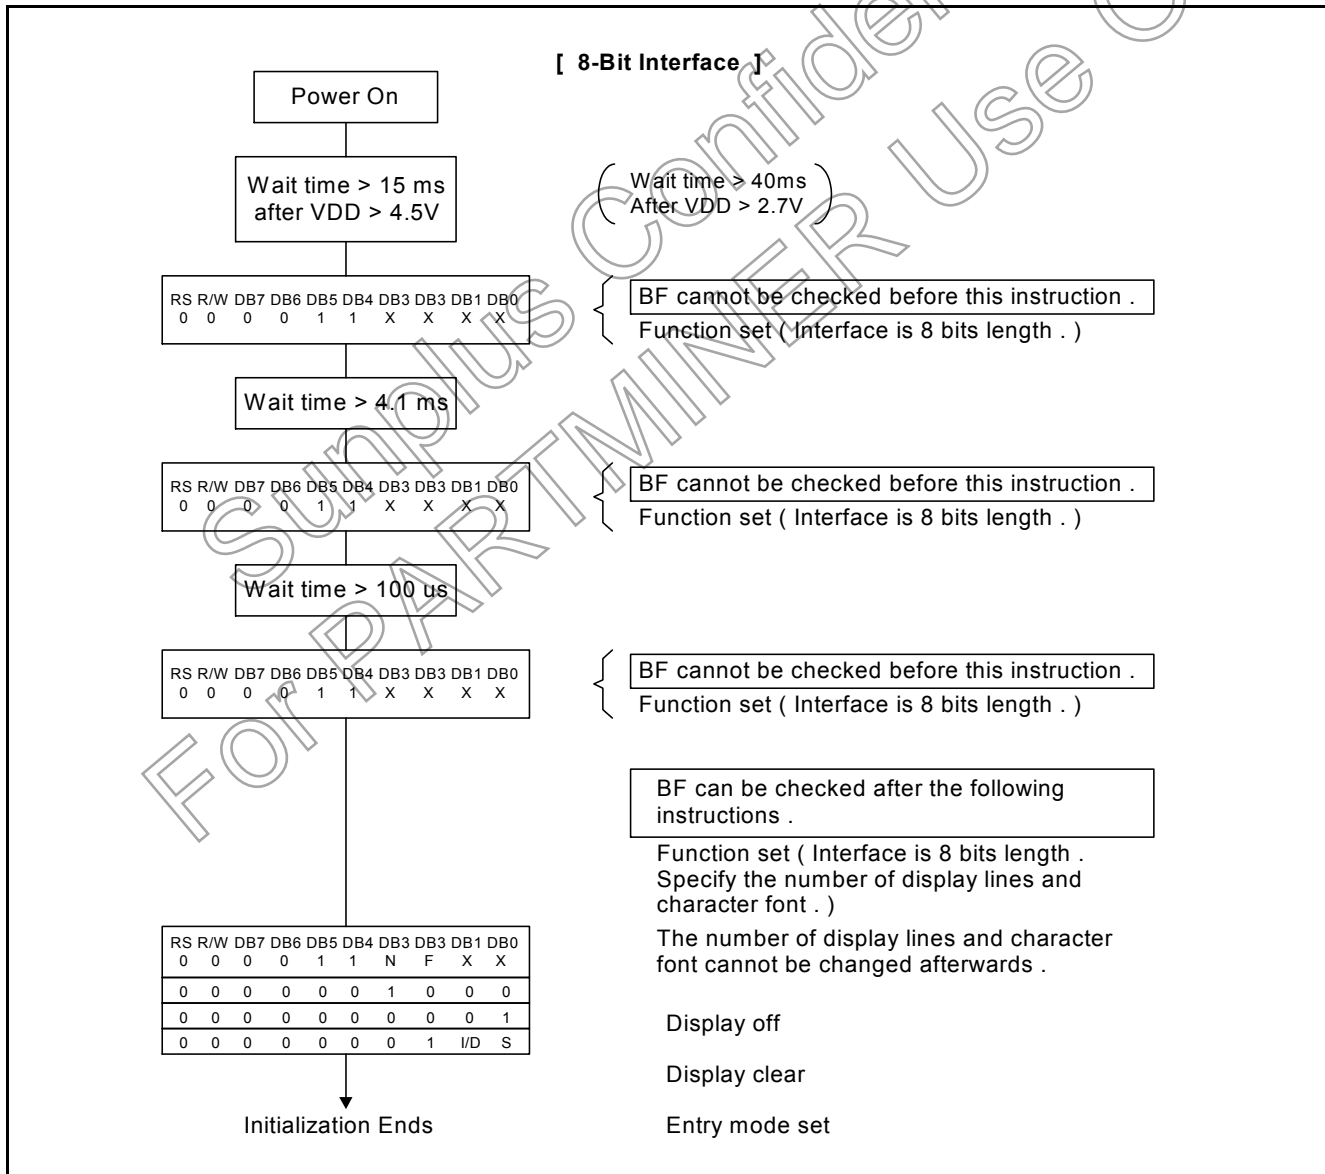 [ 8-Bit Interface ]
Power On
Wait time > 15 ms
after VDD > 4.5V
Wait time > 40ms
After VDD > 2.7V
RS R/W DB7 DB6 DB5 DB4 DB3 DB3 DB1 DB0
0 0 0 0 1 1 X X X X
BF cannot be checked before this instruction .
Function set ( Interface is 8 bits length . )
Wait time > 4.1 ms
RS R/W DB7 DB6 DB5 DB4 DB3 DB3 DB1 DB0
0 0 0 0 1 1 X X X X
BF cannot be checked before this instruction .
Function set ( Interface is 8 bits length . )
Wait time > 100 us
RS R/W DB7 DB6 DB5 DB4 DB3 DB3 DB1 DB0
0 0 0 0 1 1 X X X X
BF cannot be checked before this instruction .
Function set ( Interface is 8 bits length . )
BF can be checked after the following
instructions .
Function set ( Interface is 8 bits length .
Specify the number of display lines and
character font . )
The number of display lines and character
font cannot be changed afterwards .
RS R/W DB7 DB6 DB5 DB4 DB3 DB3 DB1 DB0
0 0 0 0 1 1 N F X X
0 0 0 0 0 0 1 0 0 0
0 0 0 0 0 0 0 0 0 1
0 0 0 0 0 0 0 1 I/D S
Display off
Display clear
Entry mode set
Initialization Ends
Sunplus
For PARTMINER Use